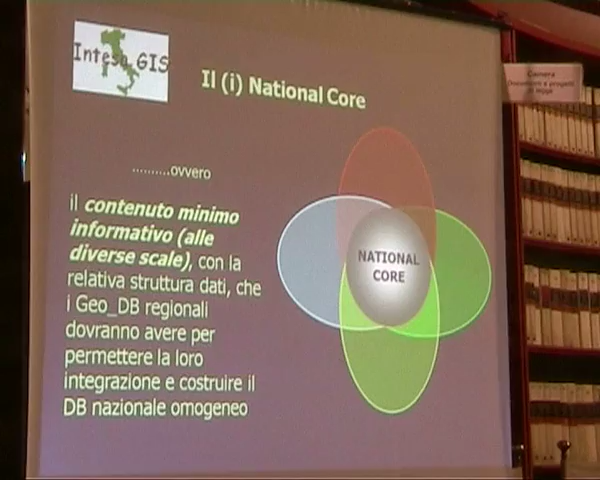 Intesa GIS
Il (i) National Core
..........ovvero
il contenuto minimo
informativo (alle
diverse scale), con la
relativa struttura dati, che
i Geo_DB regionali
dovranno avere per
permettere la loro
integrazione e costruire il
DB nazionale omogeneo
NATIONAL
CORE
Camera